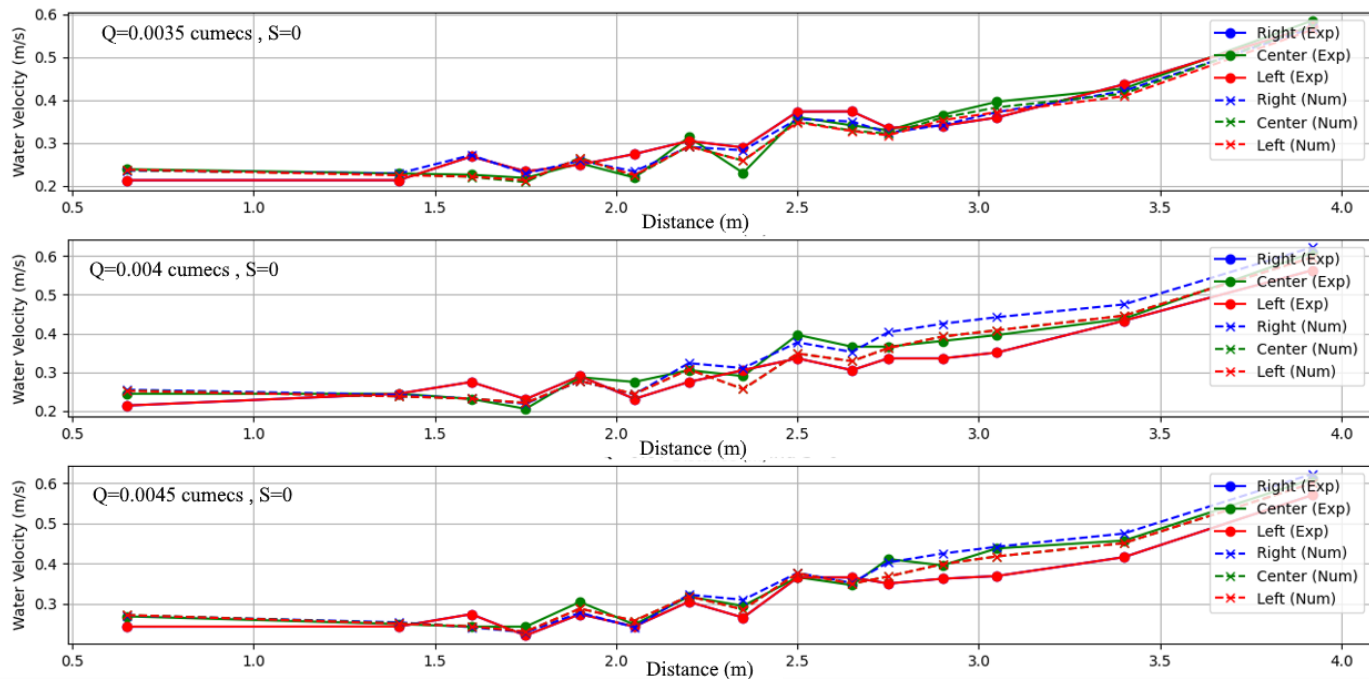 Q=0.0035 cumecs , S=0
Water Velocity (m/s)
0.6
0.5
0.4
0.3
0.2
0.5 1.0 1.5 2.0 2.5 3.0 3.5 4.0
Distance (m)
Right (Exp)
Center (Exp)
Left (Exp)
Right (Num)
Center (Num)
Left (Num)
Q=0.004 cumecs , S=0
Water Velocity (m/s)
0.6
0.5
0.4
0.3
0.2
0.5 1.0 1.5 2.0 2.5 3.0 3.5 4.0
Distance (m)
Right (Exp)
Center (Exp)
Left (Exp)
Right (Num)
Center (Num)
Left (Num)
Q=0.0045 cumecs , S=0
Water Velocity (m/s)
0.6
0.5
0.4
0.3
0.5 1.0 1.5 2.0 2.5 3.0 3.5 4.0
Distance (m)
Right (Exp)
Center (Exp)
Left (Exp)
Right (Num)
Center (Num)
Left (Num)